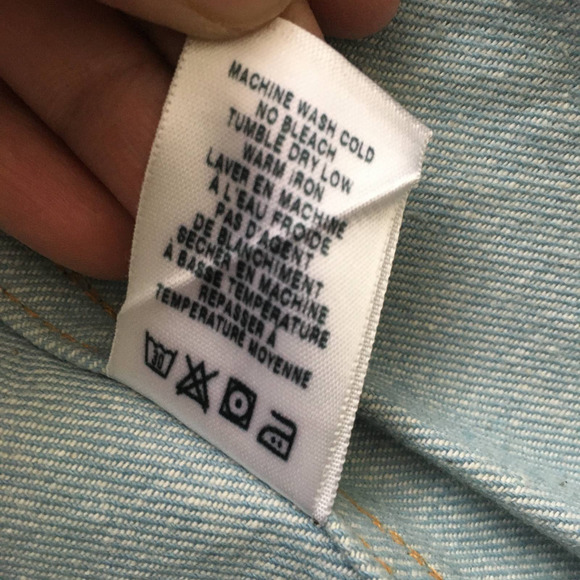 MACHINE WASH COLD
NO BLEACH
TUMBLE DRY LOW
WARM IRON
LAVER EN MACHINE
À L'EAU FROIDE
PAS D'AGENT
DE BLANCHIMENT
SÉCHER EN MACHINE
À BASSE TEMPÉRATURE
REPASSER À
TEMPÉRATURE MOYENNE
30